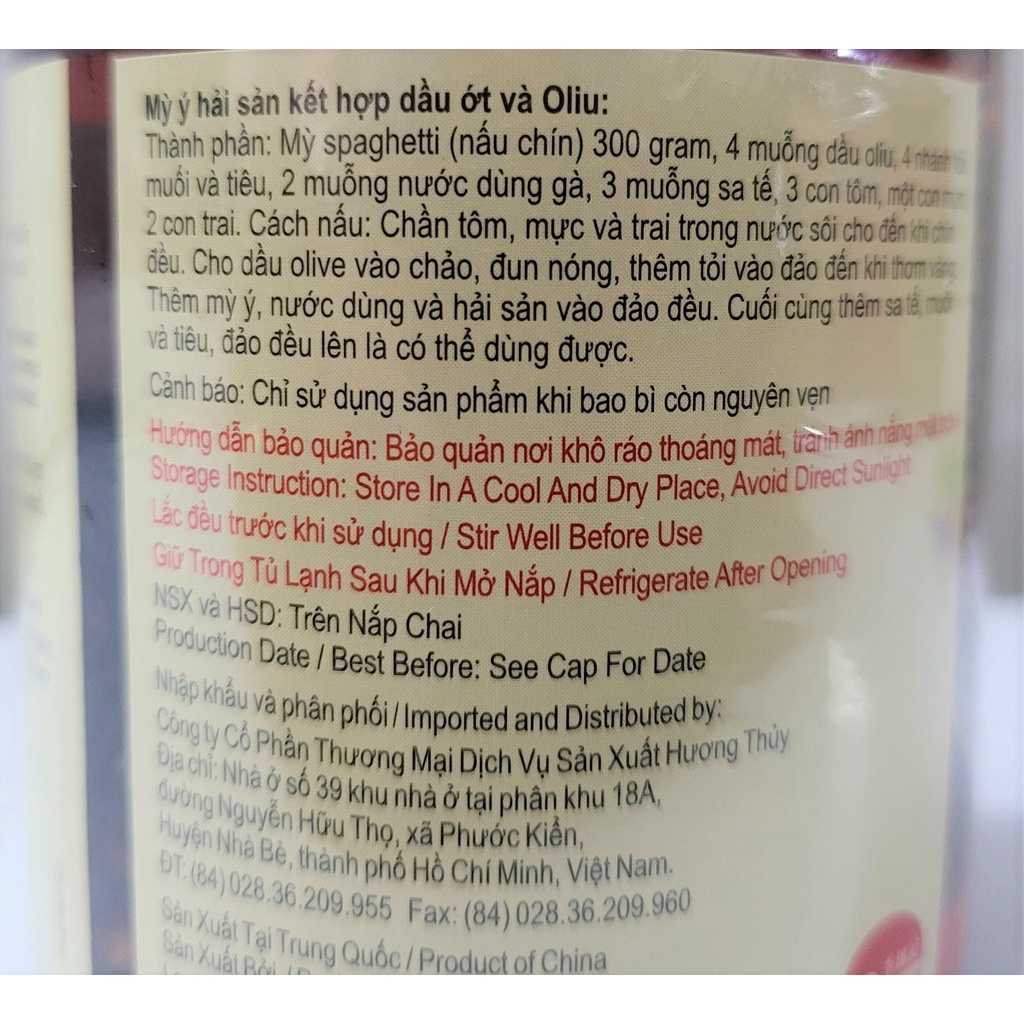 Mỳ ý hải sản kết hợp dầu ớt và Oliu:
Thành phần: Mỳ spaghetti (nấu chín) 300 gram, 4 muỗng dầu oliu, 4 nhánh
muối và tiêu, 2 muỗng nước dùng gà, 3 muỗng sa tế, 3 con tôm, một con mực
2 con trai. Cách nấu: Chần tôm, mực và trai trong nước sôi cho đến khi chín
đều. Cho dầu olive vào chảo, đun nóng, thêm tỏi vào đảo đến khi thơm vàng
Thêm mỳ ý, nước dùng và hải sản vào đảo đều. Cuối cùng thêm sa tế, muối
và tiêu, đảo đều lên là có thể dùng được.
Cảnh báo: Chỉ sử dụng sản phẩm khi bao bì còn nguyên vẹn
Hướng dẫn bảo quản: Bảo quản nơi khô ráo thoáng mát, tránh ánh nắng mặt
Storage Instruction: Store In A Cool And Dry Place, Avoid Direct Sunlight
Lắc đều trước khi sử dụng / Stir Well Before Use
Giữ Trong Tủ Lạnh Sau Khi Mở Nắp / Refrigerate After Opening
NSX và HSD: Trên Nắp Chai
Production Date / Best Before: See Cap For Date
Nhập khẩu và phân phối / Imported and Distributed by:
Công ty Cổ Phần Thương Mại Dịch Vụ Sản Xuất Hương Thủy
Địa chỉ: Nhà ở số 39 khu nhà ở tại phân khu 18A,
đường Nguyễn Hữu Thọ, xã Phước Kiển,
Huyện Nhà Bè, thành phố Hồ Chí Minh, Việt Nam.
ĐT: (84) 028.36.209.955 Fax: (84) 028.36.209.960
Sản Xuất Tại Trung Quốc / Product of China
Sản Xuất Bởi